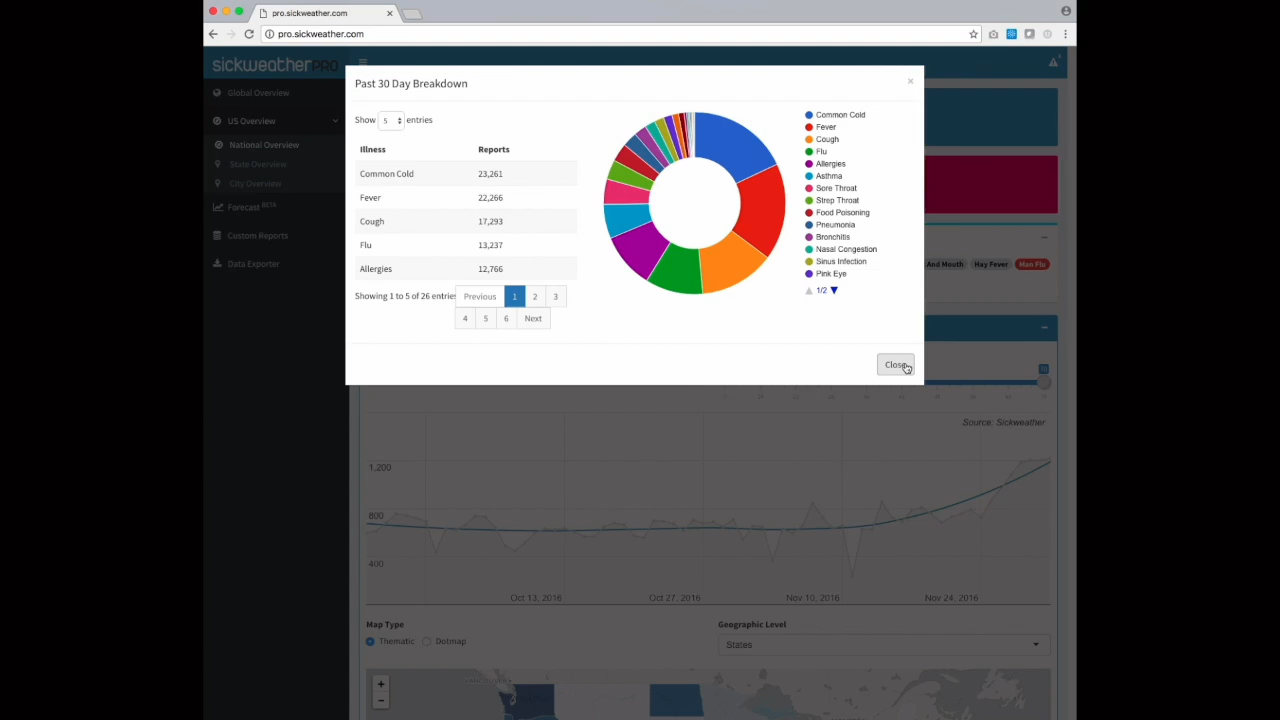 pro.sickweather.com
pro.sickweather.com
sickweatherPRO
Global Overview
US Overview
National Overview
State Overview
City Overview
Forecast BETA
Custom Reports
Data Exporter
Past 30 Day Breakdown
×
Show 5 entries
Illness Reports
Common Cold 23,261
Fever 22,266
Cough 17,293
Flu 13,237
Allergies 12,766
Showing 1 to 5 of 26 entries
Previous 1 2 3
4 5 6 Next
Common Cold
Fever
Cough
Flu
Allergies
Asthma
Sore Throat
Strep Throat
Food Poisoning
Pneumonia
Bronchitis
Nasal Congestion
Sinus Infection
Pink Eye
1/2
Close
And Mouth Hay Fever Man Flu
Source: Sickweather
1,200
800
400
Oct 13, 2016 Oct 27, 2016 Nov 10, 2016 Nov 24, 2016
Map Type
Thematic Dotmap
Geographic Level
States
+
−
VANCOUVER